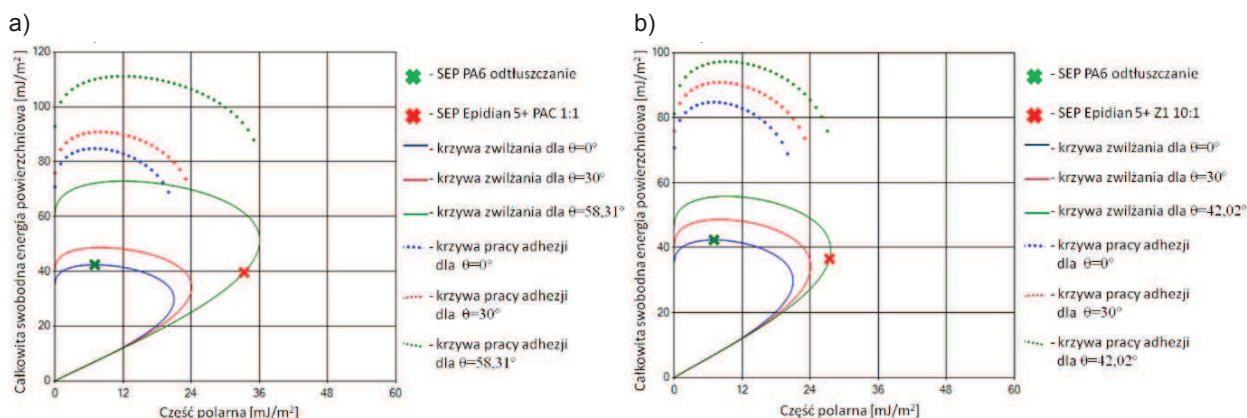 a)
Całkowita swobodna energia powierzchniowa [mJ/m²]
120
100
80
60
40
20
0
0 12 24 36 48 60
Część polarna [mJ/m²]
- SEP PA6 odtłuszczanie
- SEP Epidian 5+ PAC 1:1
- krzywa zwilżania dla θ=0°
- krzywa zwilżania dla θ=30°
- krzywa zwilżania dla θ=58,31°
- krzywa pracy adhezji
dla θ=0°
- krzywa pracy adhezji
dla θ=30°
- krzywa pracy adhezji
dla θ=58,31°
b)
Całkowita swobodna energia powierzchniowa [mJ/m²]
100
80
60
40
20
0
0 12 24 36 48 60
Część polarna [mJ/m²]
- SEP PA6 odtłuszczanie
- SEP Epidian 5+ Z1 10:1
- krzywa zwilżania dla θ=0°
- krzywa zwilżania dla θ=30°
- krzywa zwilżania dla θ=42,02°
- krzywa pracy adhezji
dla θ=0°
- krzywa pracy adhezji
dla θ=30°
- krzywa pracy adhezji
dla θ=42,02°